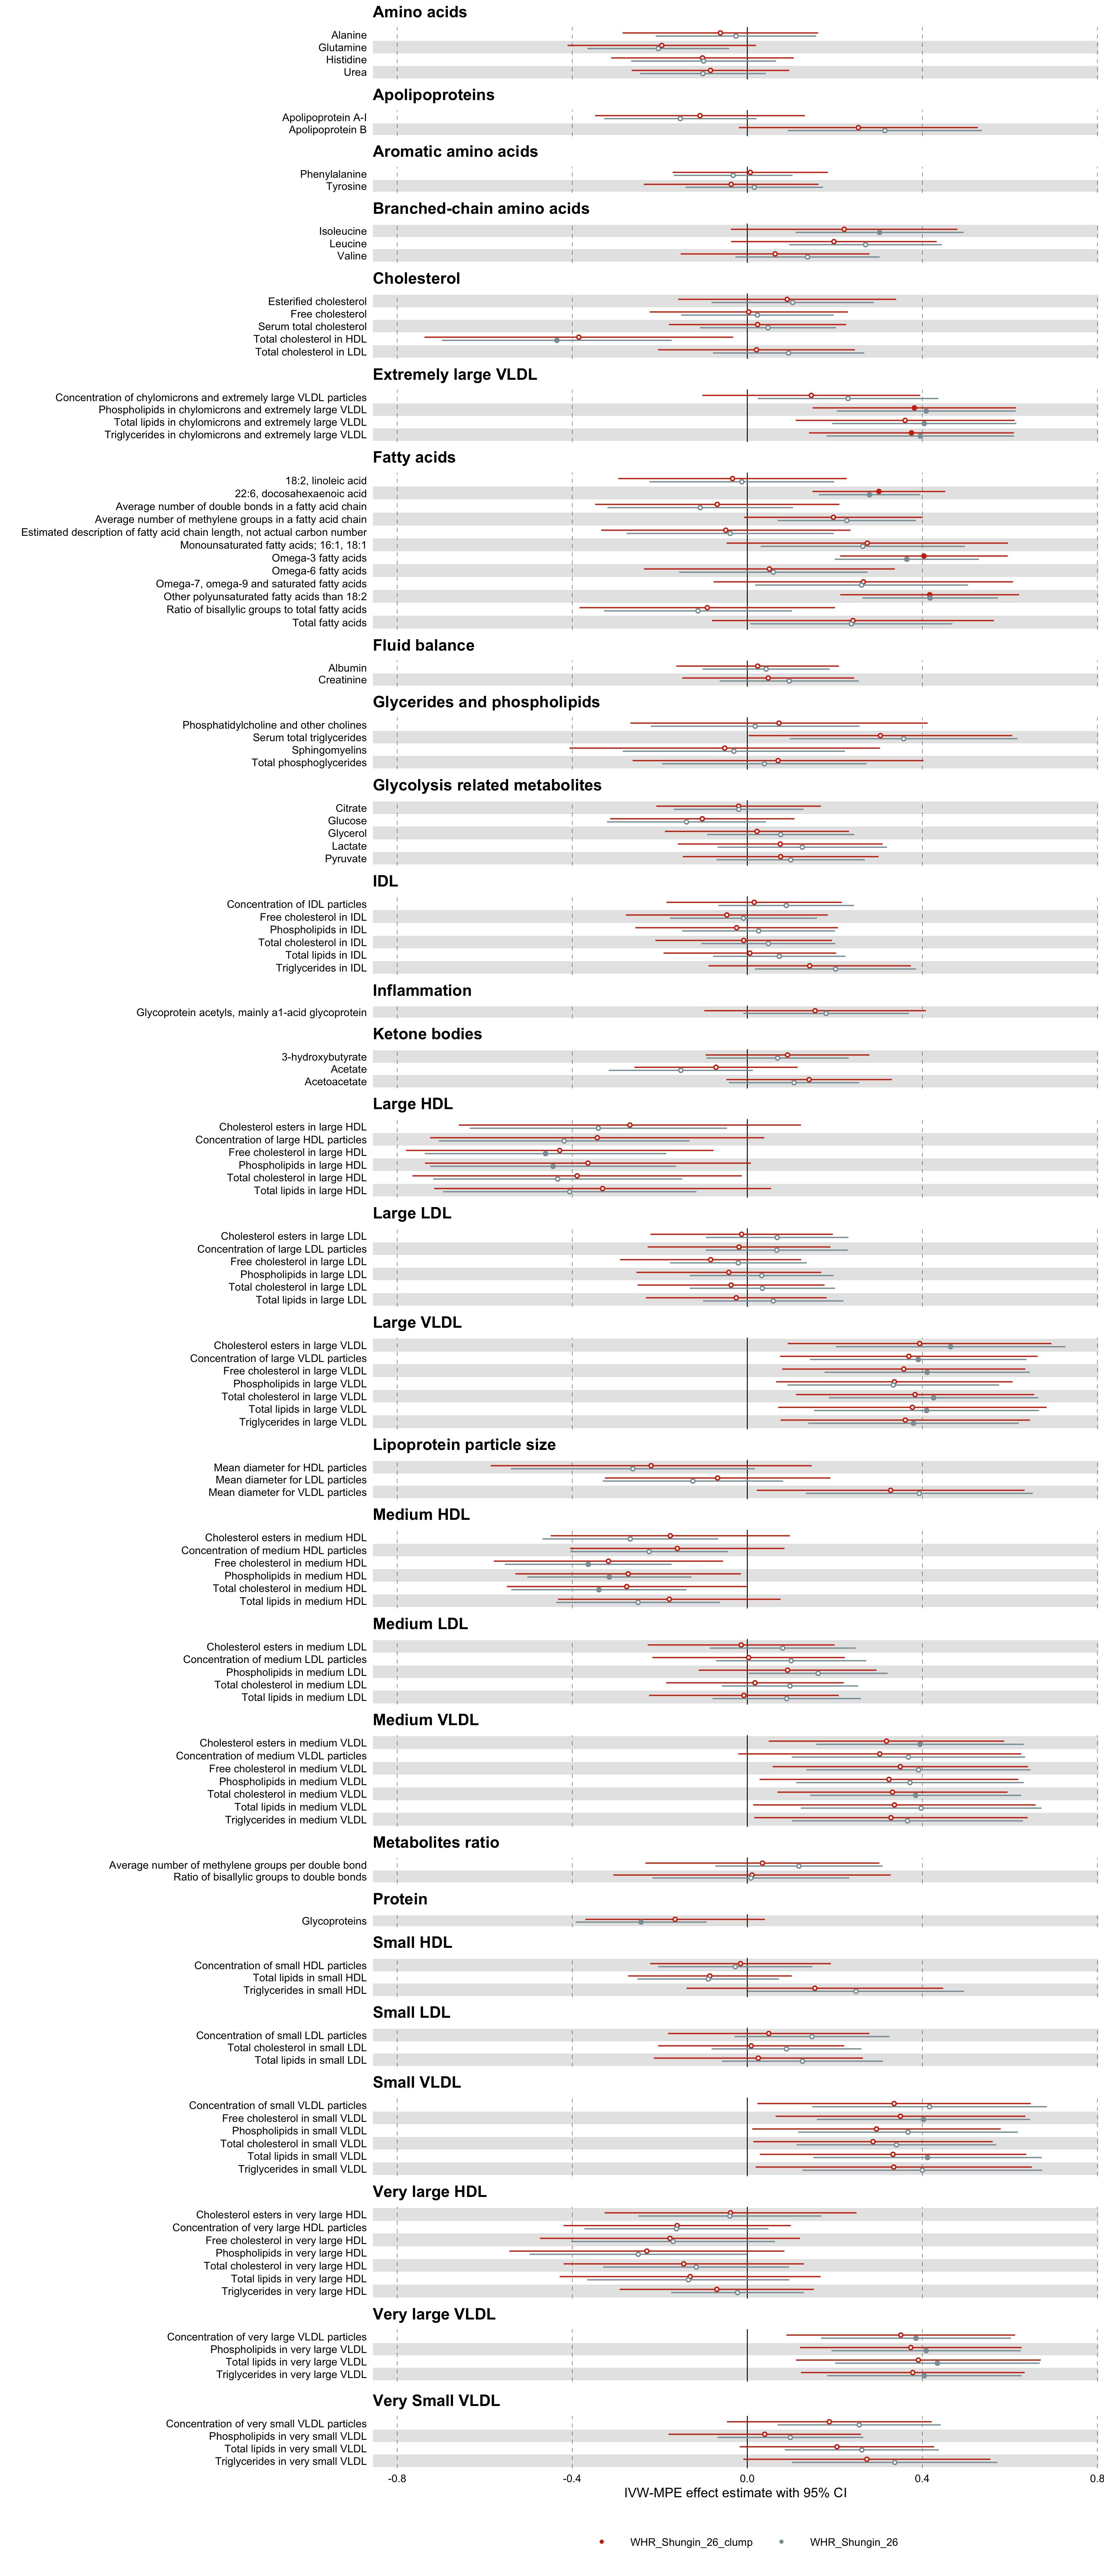 Amino acids
Alanine
Glutamine
Histidine
Urea
Apolipoproteins
Apolipoprotein A-I
Apolipoprotein B
Aromatic amino acids
Phenylalanine
Tyrosine
Branched-chain amino acids
Isoleucine
Leucine
Valine
Cholesterol
Esterified cholesterol
Free cholesterol
Serum total cholesterol
Total cholesterol in HDL
Total cholesterol in LDL
Extremely large VLDL
Concentration of chylomicrons and extremely large VLDL particles
Phospholipids in chylomicrons and extremely large VLDL
Total lipids in chylomicrons and extremely large VLDL
Triglycerides in chylomicrons and extremely large VLDL
Fatty acids
18:2, linoleic acid
22:6, docosahexaenoic acid
Average number of double bonds in a fatty acid chain
Average number of methylene groups in a fatty acid chain
Estimated description of fatty acid chain length, not actual carbon number
Monounsaturated fatty acids; 16:1, 18:1
Omega-3 fatty acids
Omega-6 fatty acids
Omega-7, omega-9 and saturated fatty acids
Other polyunsaturated fatty acids than 18:2
Ratio of bisallylic groups to total fatty acids
Total fatty acids
Fluid balance
Albumin
Creatinine
Glycerides and phospholipids
Phosphatidylcholine and other cholines
Serum total triglycerides
Sphingomyelins
Total phosphoglycerides
Glycolysis related metabolites
Citrate
Glucose
Glycerol
Lactate
Pyruvate
IDL
Concentration of IDL particles
Free cholesterol in IDL
Phospholipids in IDL
Total cholesterol in IDL
Total lipids in IDL
Triglycerides in IDL
Inflammation
Glycoprotein acetyls, mainly a1-acid glycoprotein
Ketone bodies
3-hydroxybutyrate
Acetate
Acetoacetate
Large HDL
Cholesterol esters in large HDL
Concentration of large HDL particles
Free cholesterol in large HDL
Phospholipids in large HDL
Total cholesterol in large HDL
Total lipids in large HDL
Large LDL
Cholesterol esters in large LDL
Concentration of large LDL particles
Free cholesterol in large LDL
Phospholipids in large LDL
Total cholesterol in large LDL
Total lipids in large LDL
Large VLDL
Cholesterol esters in large VLDL
Concentration of large VLDL particles
Free cholesterol in large VLDL
Phospholipids in large VLDL
Total cholesterol in large VLDL
Total lipids in large VLDL
Triglycerides in large VLDL
Lipoprotein particle size
Mean diameter for HDL particles
Mean diameter for LDL particles
Mean diameter for VLDL particles
Medium HDL
Cholesterol esters in medium HDL
Concentration of medium HDL particles
Free cholesterol in medium HDL
Phospholipids in medium HDL
Total cholesterol in medium HDL
Total lipids in medium HDL
Medium LDL
Cholesterol esters in medium LDL
Concentration of medium LDL particles
Phospholipids in medium LDL
Total cholesterol in medium LDL
Total lipids in medium LDL
Medium VLDL
Cholesterol esters in medium VLDL
Concentration of medium VLDL particles
Free cholesterol in medium VLDL
Phospholipids in medium VLDL
Total cholesterol in medium VLDL
Total lipids in medium VLDL
Triglycerides in medium VLDL
Metabolites ratio
Average number of methylene groups per double bond
Ratio of bisallylic groups to double bonds
Protein
Glycoproteins
Small HDL
Concentration of small HDL particles
Total lipids in small HDL
Triglycerides in small HDL
Small LDL
Concentration of small LDL particles
Total cholesterol in small LDL
Total lipids in small LDL
Small VLDL
Concentration of small VLDL particles
Free cholesterol in small VLDL
Phospholipids in small VLDL
Total cholesterol in small VLDL
Total lipids in small VLDL
Triglycerides in small VLDL
Very large HDL
Cholesterol esters in very large HDL
Concentration of very large HDL particles
Free cholesterol in very large HDL
Phospholipids in very large HDL
Total cholesterol in very large HDL
Total lipids in very large HDL
Triglycerides in very large HDL
Very large VLDL
Concentration of very large VLDL particles
Phospholipids in very large VLDL
Total lipids in very large VLDL
Triglycerides in very large VLDL
Very Small VLDL
Concentration of very small VLDL particles
Phospholipids in very small VLDL
Total lipids in very small VLDL
Triglycerides in very small VLDL
-0.8 -0.4 0.0 0.4 0.8
IVW-MPE effect estimate with 95% CI
WHR_Shungin_26_clump WHR_Shungin_26